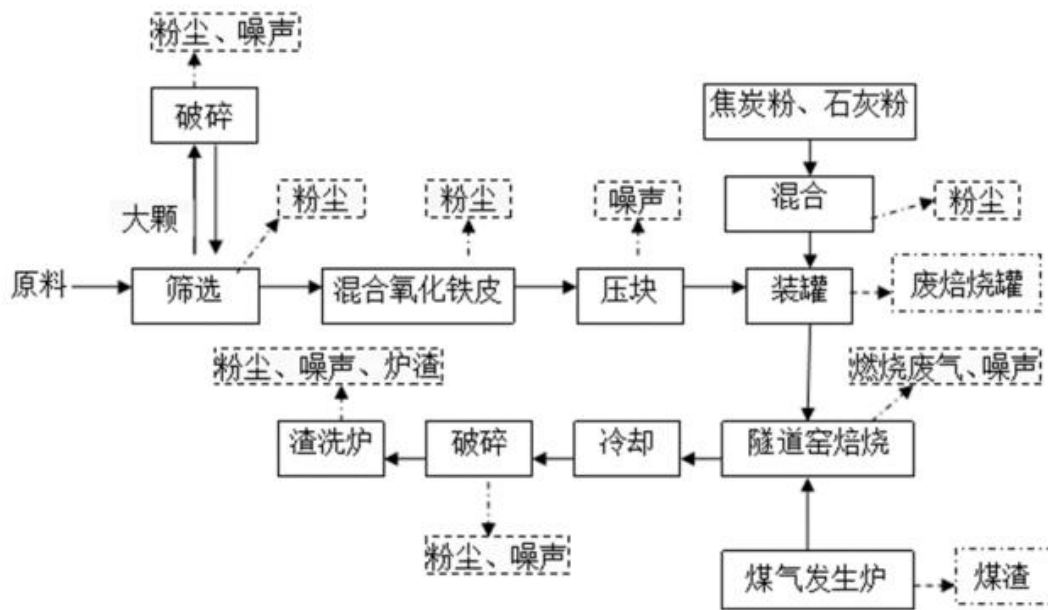 粉尘、噪声
破碎
焦炭粉、石灰粉
大颗
粉尘
粉尘
噪声
混合
粉尘
原料
筛选
混合氧化铁皮
压块
装罐
废焙烧罐
粉尘、噪声、炉渣
燃烧废气、噪声
渣洗炉
破碎
冷却
隧道窑焙烧
粉尘、噪声
煤气发生炉
煤渣